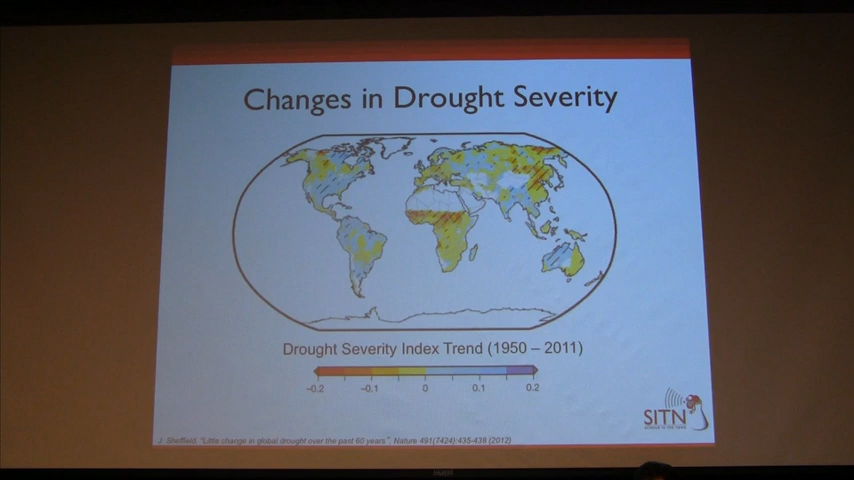 Changes in Drought Severity
Drought Severity Index Trend (1950 – 2011)
−0.2 −0.1 0 0.1 0.2
SITN
J. Sheffield. "Little change in global drought over the past 60 years". Nature 491(7424):435-438 (2012)